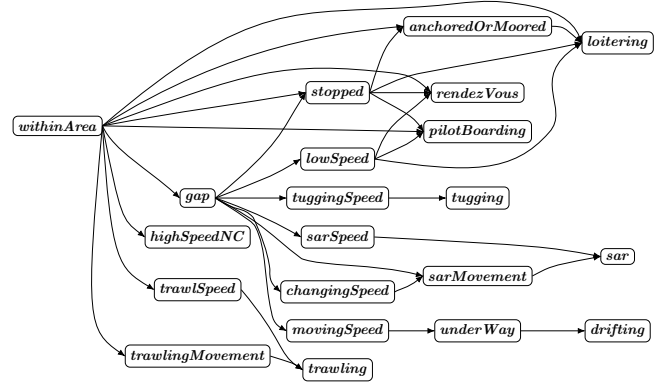 anchoredOrMoored
loitering
stopped
rendezVous
withinArea
pilotBoarding
lowSpeed
gap
tuggingSpeed
tugging
highSpeedNC
sarSpeed
sar
trawlSpeed
changingSpeed
sarMovement
movingSpeed
underWay
drifting
trawlingMovement
trawling